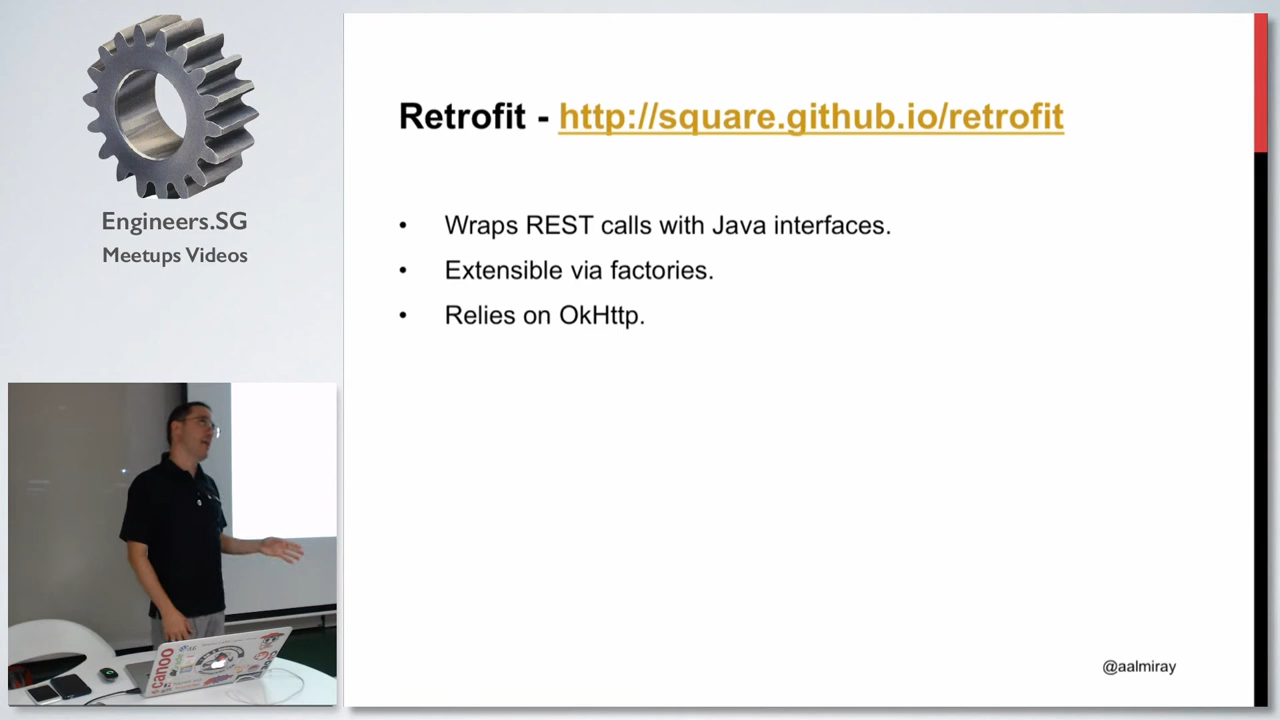 Engineers.SG
Meetups Videos
Retrofit - http://square.github.io/retrofit
• Wraps REST calls with Java interfaces.
• Extensible via factories.
• Relies on OkHttp.
canoo
@aalmiray